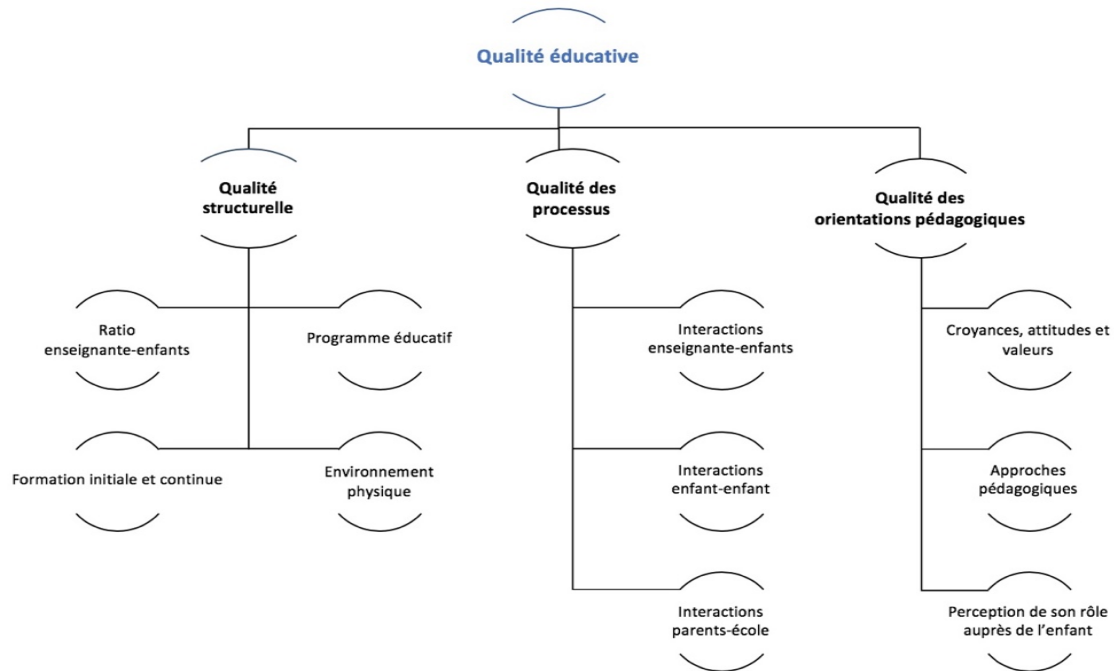 Qualité éducative
Qualité
structurelle
Qualité des
processus
Qualité des
orientations pédagogiques
Ratio
enseignante-enfants
Programme éducatif
Interactions
enseignante-enfants
Croyances, attitudes et
valeurs
Formation initiale et continue
Environnement
physique
Interactions
enfant-enfant
Approches
pédagogiques
Interactions
parents-école
Perception de son rôle
auprès de l’enfant